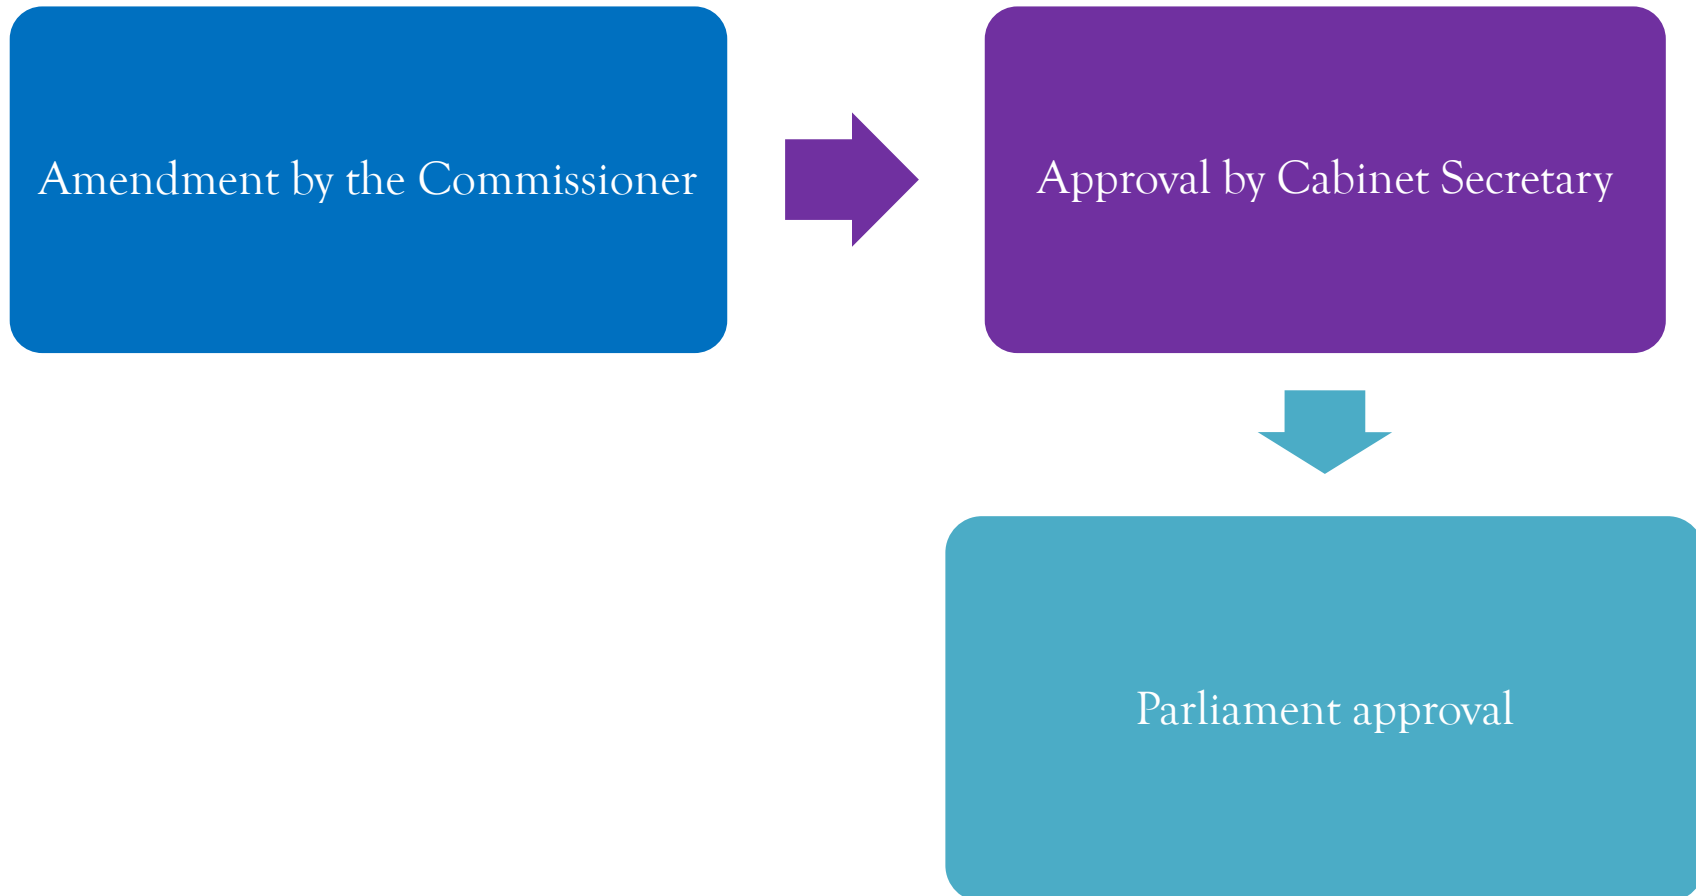 Amendment by the Commissioner
Approval by Cabinet Secretary
Parliament approval